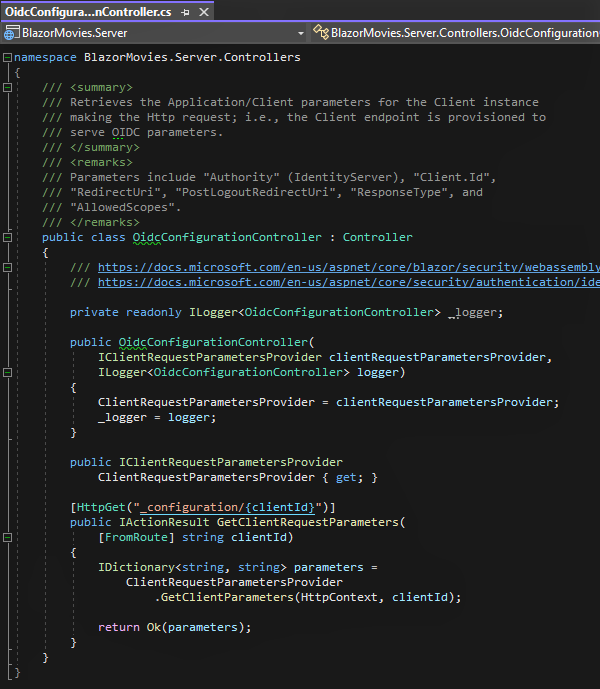 OidcConfigura...nController.cs
BlazorMovies.Server BlazorMovies.Server.Controllers.OidcConfiguration
namespace BlazorMovies.Server.Controllers
{
/// <summary>
/// Retrieves the Application/Client parameters for the Client instance
/// making the Http request; i.e., the Client endpoint is provisioned to
/// serve OIDC parameters.
/// </summary>
/// <remarks>
/// Parameters include "Authority" (IdentityServer), "Client.Id",
/// "RedirectUri", "PostLogoutRedirectUri", "ResponseType", and
/// "AllowedScopes".
/// </remarks>
public class OidcConfigurationController : Controller
{
/// https://docs.microsoft.com/en-us/aspnet/core/blazor/security/webassembly
/// https://docs.microsoft.com/en-us/aspnet/core/security/authentication/ide
private readonly ILogger<OidcConfigurationController> _logger;
public OidcConfigurationController(
IClientRequestParametersProvider clientRequestParametersProvider,
ILogger<OidcConfigurationController> logger)
{
ClientRequestParametersProvider = clientRequestParametersProvider;
_logger = logger;
}
public IClientRequestParametersProvider
ClientRequestParametersProvider { get; }
[HttpGet("_configuration/{clientId}")]
public IActionResult GetClientRequestParameters(
[FromRoute] string clientId)
{
IDictionary<string, string> parameters =
ClientRequestParametersProvider
.GetClientParameters(HttpContext, clientId);
return Ok(parameters);
}
}
}